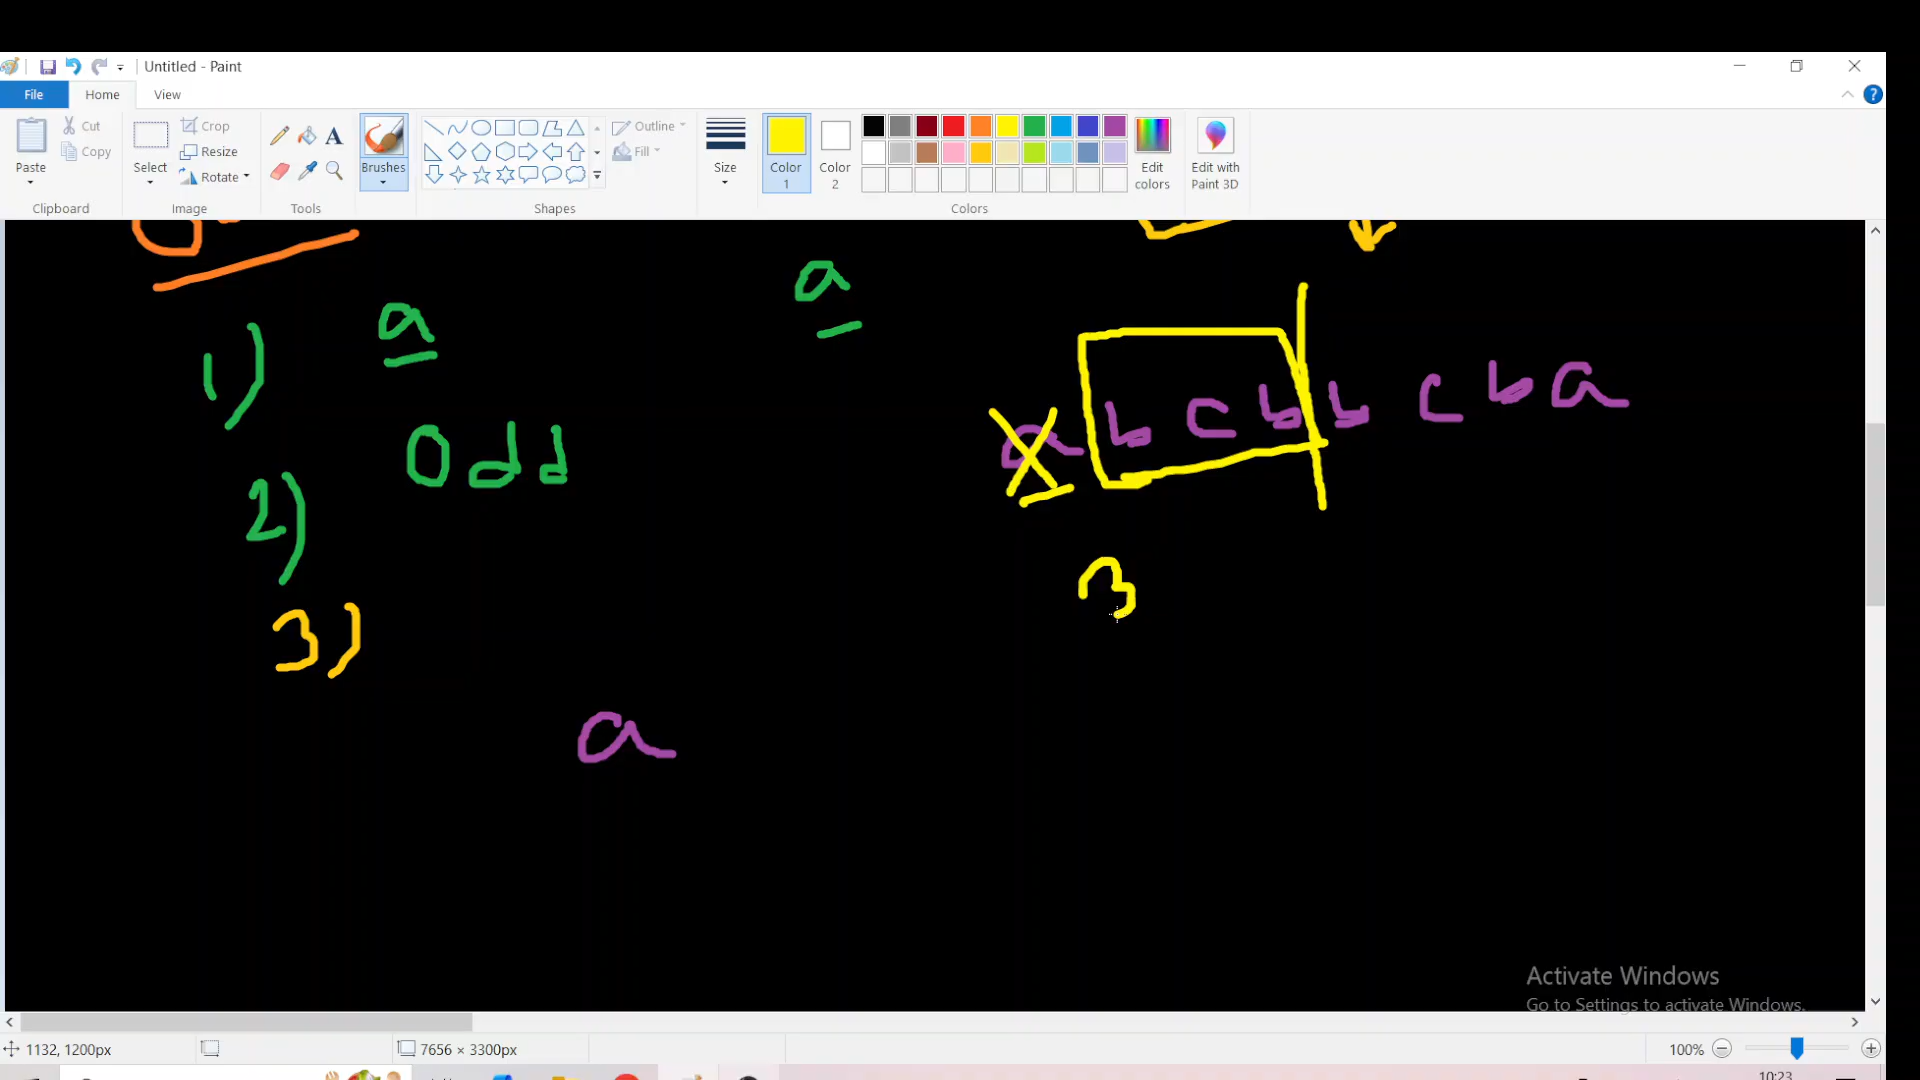 Untitled - Paint
File Home View
Paste
Cut
Copy
Clipboard
Select
Crop
Resize
Rotate
Image
Tools
Brushes
Shapes
Outline
Fill
Size
Color 1
Color 2
Colors
Edit colors
Edit with Paint 3D
a
1) a
a b c b b c b a
Odd
2)
3
3)
a
Activate Windows
Go to Settings to activate Windows.
1132, 1200px
7656 × 3300px
100%
10:23